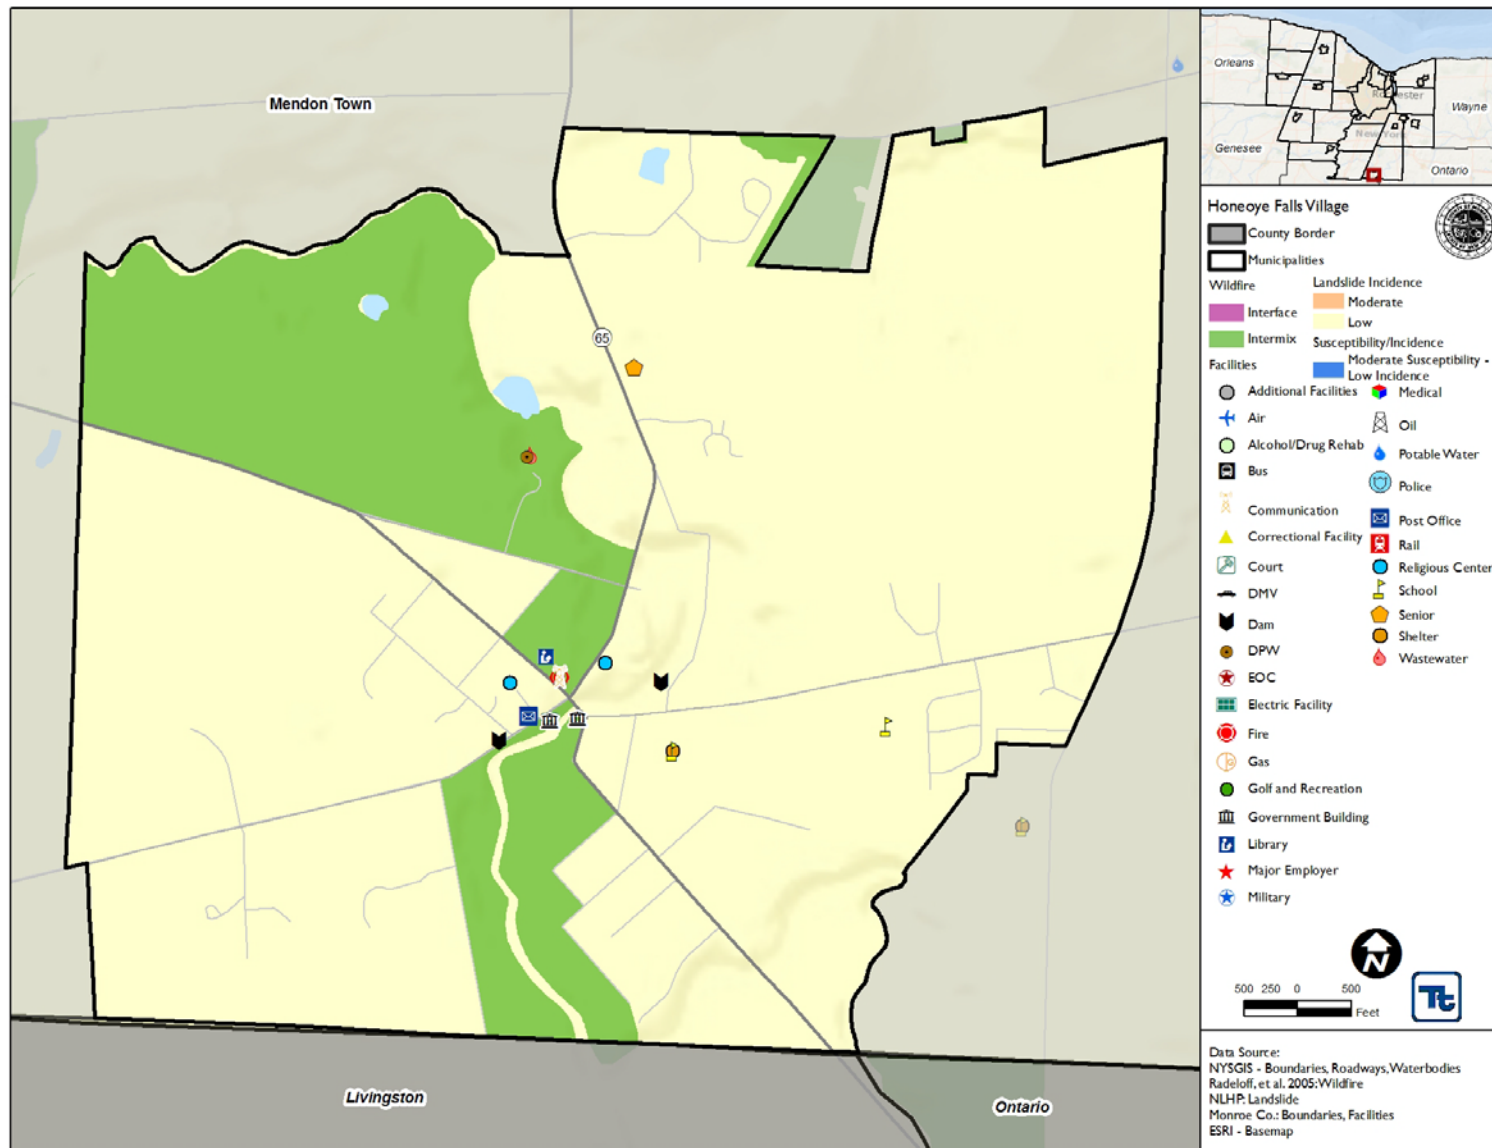 Mendon Town
65
Livingston
Ontario
Orleans
Rochester
Wayne
New York
Genesee
Ontario
Honeoye Falls Village
County Border
Municipalities
Wildfire
Interface
Intermix
Landslide Incidence
Moderate
Low
Susceptibility/Incidence
Moderate Susceptibility -
Low Incidence
Facilities
Additional Facilities
Air
Alcohol/Drug Rehab
Bus
Communication
Correctional Facility
Court
DMV
Dam
DPW
EOC
Electric Facility
Fire
Gas
Golf and Recreation
Government Building
Library
Major Employer
Military
Medical
Oil
Potable Water
Police
Post Office
Rail
Religious Center
School
Senior
Shelter
Wastewater
N
500 250 0 500
Feet
Tt
Data Source:
NYSGIS - Boundaries, Roadways, Waterbodies
Radeloff, et al. 2005: Wildfire
NLHP: Landslide
Monroe Co.: Boundaries, Facilities
ESRI - Basemap